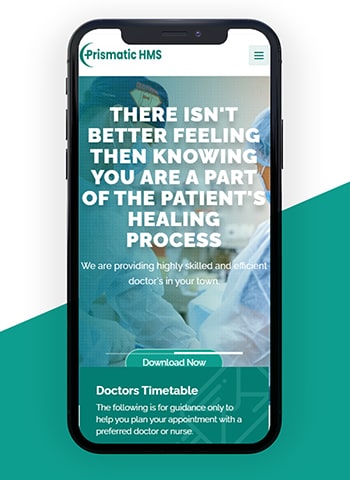 Prismatic HMS
THERE ISN'T
BETTER FEELING
THEN KNOWING
YOU ARE A PART
OF THE PATIENT'S
HEALING
PROCESS
We are providing highly skilled and efficient
doctor's in your town.
Download Now
Doctors Timetable
The following is for guidance only to
help you plan your appointment with a
preferred doctor or nurse.